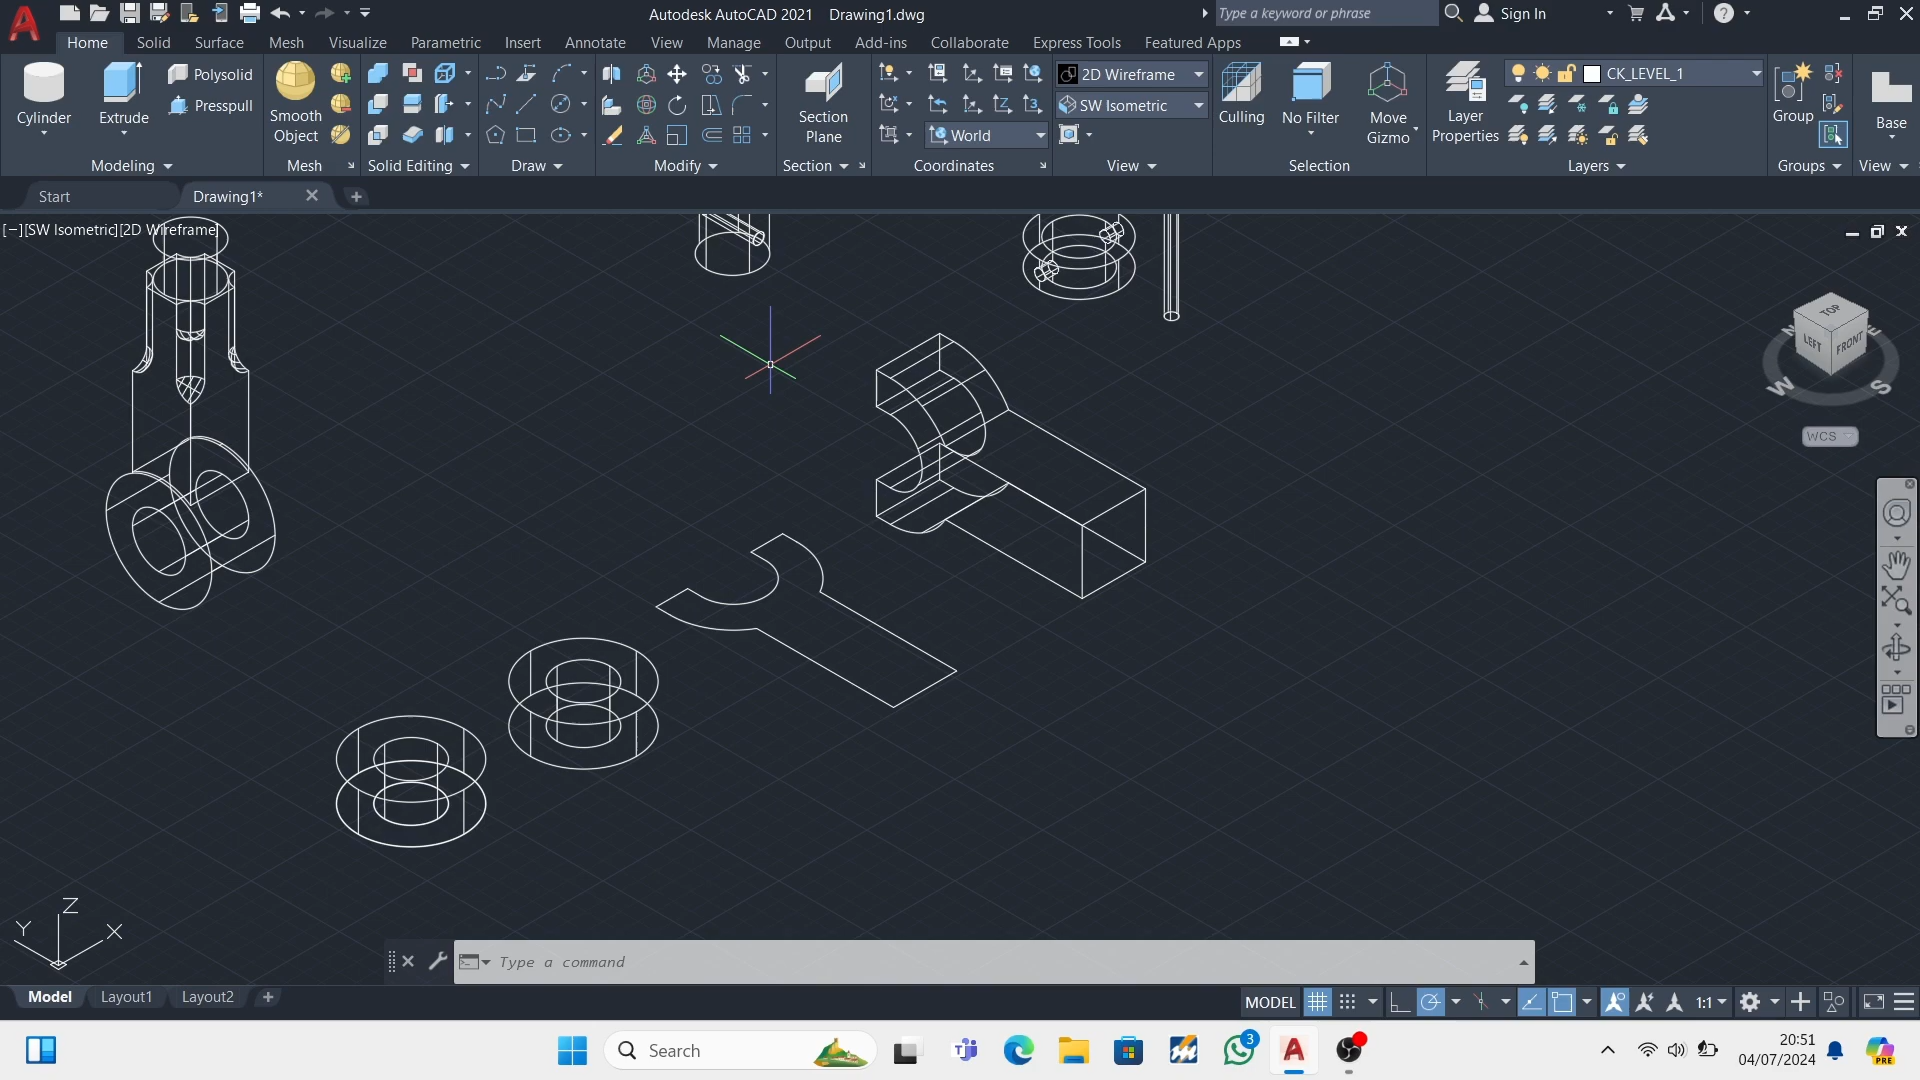 Autodesk AutoCAD 2021 Drawing1.dwg
Type a keyword or phrase
Sign In
Home Solid Surface Mesh Visualize Parametric Insert Annotate View Manage Output Add-ins Collaborate Express Tools Featured Apps
Cylinder
Extrude
Polysolid
Presspull
Modeling
Smooth
Object
Mesh
Solid Editing
Draw
Modify
Section
Plane
Section
World
Coordinates
2D Wireframe
SW Isometric
View
Culling
No Filter
Move
Gizmo
Selection
Layer
Properties
CK_LEVEL_1
Layers
Group
Groups
Base
View
Start
Drawing1*
[−][SW Isometric][2D Wireframe]
TOP
LEFT
FRONT
N
E
W
S
WCS
Z
Y
X
Type a command
Model Layout1 Layout2
MODEL
1:1
Search
3
20:51
04/07/2024
PRE